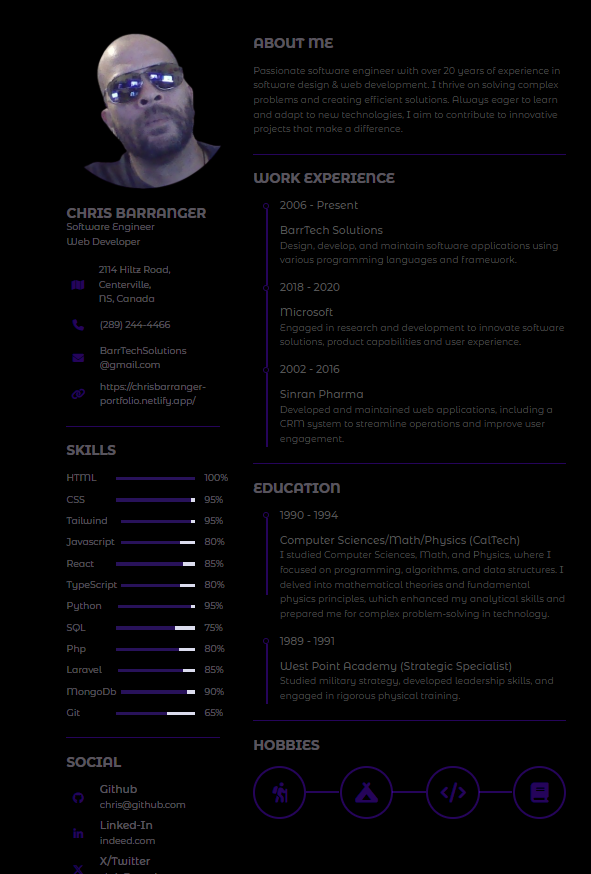 CHRIS BARRANGER
Software Engineer
Web Developer
2114 Hiltz Road,
Centerville,
NS, Canada
(289) 244-4466
BarrTechSolutions
@gmail.com
https://chrisbarranger-
portfolio.netlify.app/
SKILLS
HTML 100%
CSS 95%
Tailwind 95%
Javascript 80%
React 85%
TypeScript 80%
Python 95%
SQL 75%
Php 80%
Laravel 85%
MongoDb 90%
Git 65%
SOCIAL
Github
chris@github.com
Linked-In
indeed.com
X/Twitter
ABOUT ME
Passionate software engineer with over 20 years of experience in
software design & web development. I thrive on solving complex
problems and creating efficient solutions. Always eager to learn
and adapt to new technologies, I aim to contribute to innovative
projects that make a difference.
WORK EXPERIENCE
2006 - Present
BarrTech Solutions
Design, develop, and maintain software applications using
various programming languages and framework.
2018 - 2020
Microsoft
Engaged in research and development to innovate software
solutions, product capabilities and user experience.
2002 - 2016
Sinran Pharma
Developed and maintained web applications, including a
CRM system to streamline operations and improve user
engagement.
EDUCATION
1990 - 1994
Computer Sciences/Math/Physics (CalTech)
I studied Computer Sciences, Math, and Physics, where I
focused on programming, algorithms, and data structures. I
delved into mathematical theories and fundamental
physics principles, which enhanced my analytical skills and
prepared me for complex problem-solving in technology.
1989 - 1991
West Point Academy (Strategic Specialist)
Studied military strategy, developed leadership skills, and
engaged in rigorous physical training.
HOBBIES